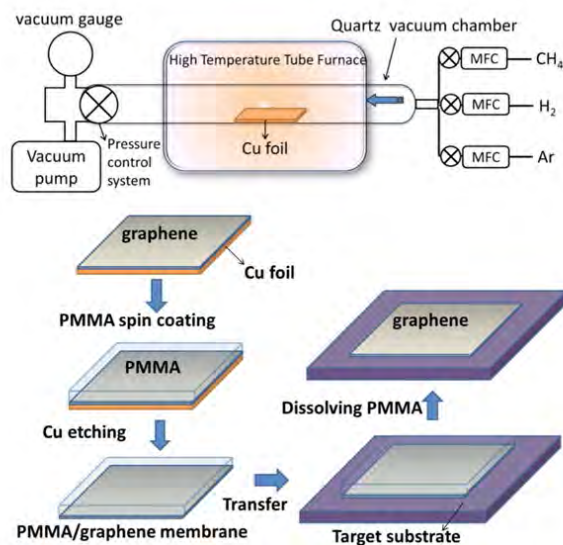 vacuum gauge
Quartz vacuum chamber
High Temperature Tube Furnace
MFC
CH4
MFC
H2
Cu foil
Pressure
control
system
Vacuum
pump
MFC
Ar
graphene
Cu foil
PMMA spin coating
PMMA
Cu etching
PMMA/graphene membrane
Transfer
Target substrate
Dissolving PMMA
graphene